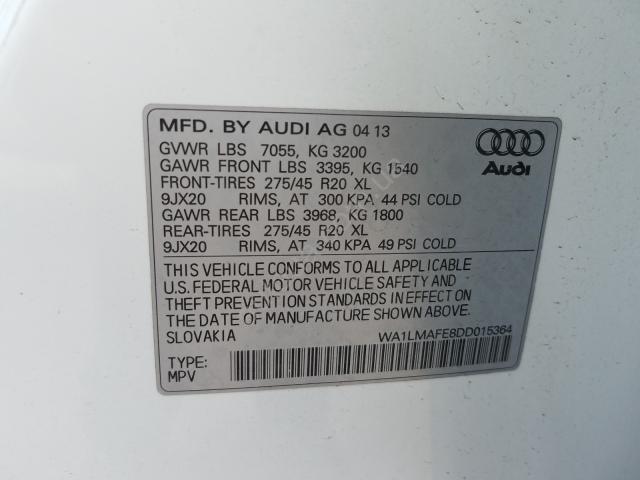 MFD. BY AUDI AG 04 13
GVWR LBS 7055, KG 3200
GAWR FRONT LBS 3395, KG 1540
FRONT-TIRES 275/45 R20 XL
9JX20 RIMS, AT 300 KPA 44 PSI COLD
GAWR REAR LBS 3968, KG 1800
REAR-TIRES 275/45 R20 XL
9JX20 RIMS, AT 340 KPA 49 PSI COLD
Audi
THIS VEHICLE CONFORMS TO ALL APPLICABLE
U.S. FEDERAL MOTOR VEHICLE SAFETY AND
THEFT PREVENTION STANDARDS IN EFFECT ON
THE DATE OF MANUFACTURE SHOWN ABOVE.
SLOVAKIA WA1LMAFE8DD015364
TYPE:
MPV